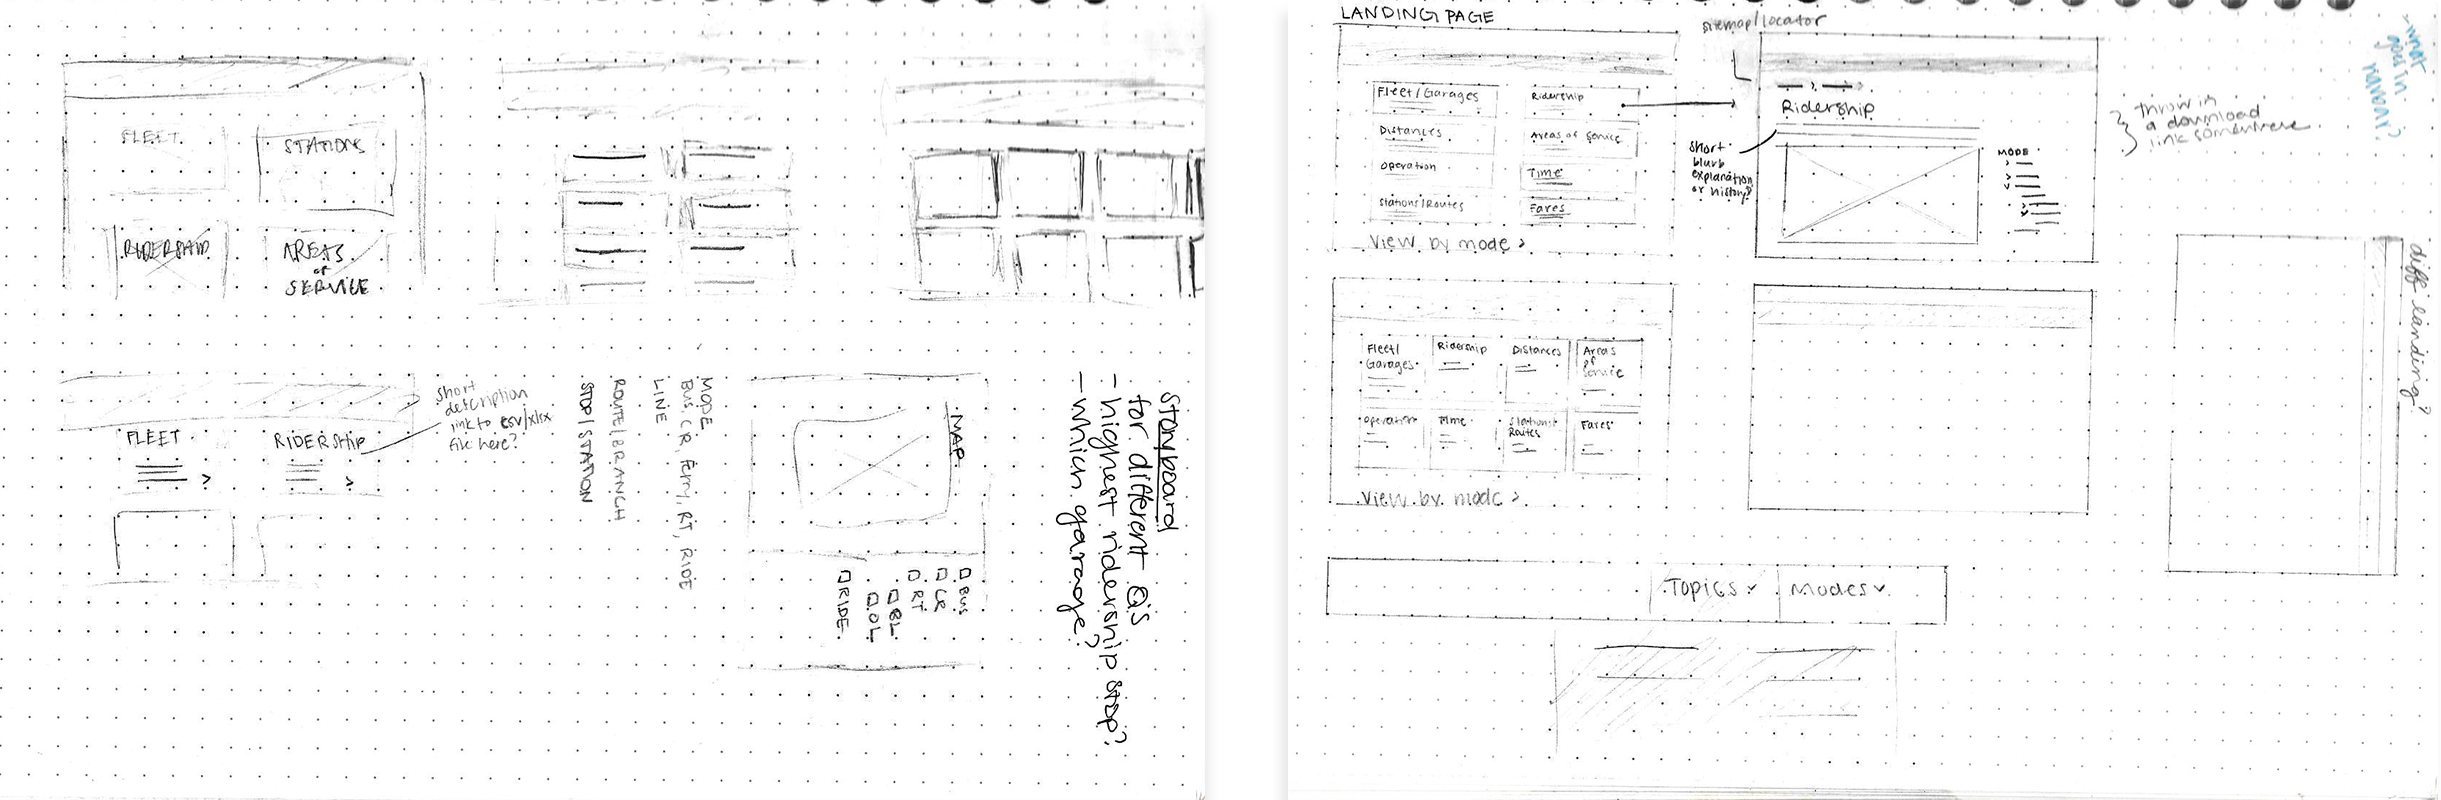 FLEET
STATIONS
RIDERSHIP
AREAS
of
SERVICE
FLEET
RIDERSHIP
short
description
link to csv/xlsx
file here?
>
>
MODE
BUS, CR, Ferry, RT, RIDE
LINE
ROUTE/BRANCH
STOP/STATION
MAP
BUS
CR
RT
BL
OL
RIDE
Storyboard
for different Q's
- highest ridership stop?
- which garage?
LANDING PAGE
Fleet/Garages
Ridership
Distances
Areas of Service
Operation
Time
Stations/Routes
Fares
View by mode >
sitemap/locator
Ridership
short
blurb
explanation
or history?
MODE
throw in
a download
link somewhere
what
goes in
navbar?
Fleet/
Garages
Ridership
Distances
Areas
of
Service
Operation
Time
Stations/
Routes
Fares
View by mode >
diff landing?
Topics
Modes